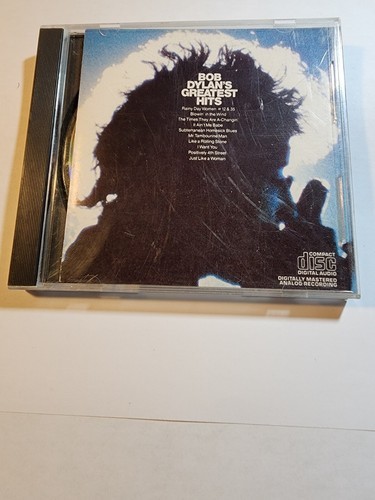 BOB
DYLAN'S
GREATEST
HITS
Rainy Day Women # 12 & 35
Blowin' in the Wind
The Times They Are A-Changin'
It Ain't Me Babe
Subterranean Homesick Blues
Mr. Tambourine Man
Like a Rolling Stone
I Want You
Positively 4th Street
Just Like a Woman
COMPACT
disc
DIGITAL AUDIO
DIGITALLY MASTERED
ANALOG RECORDING